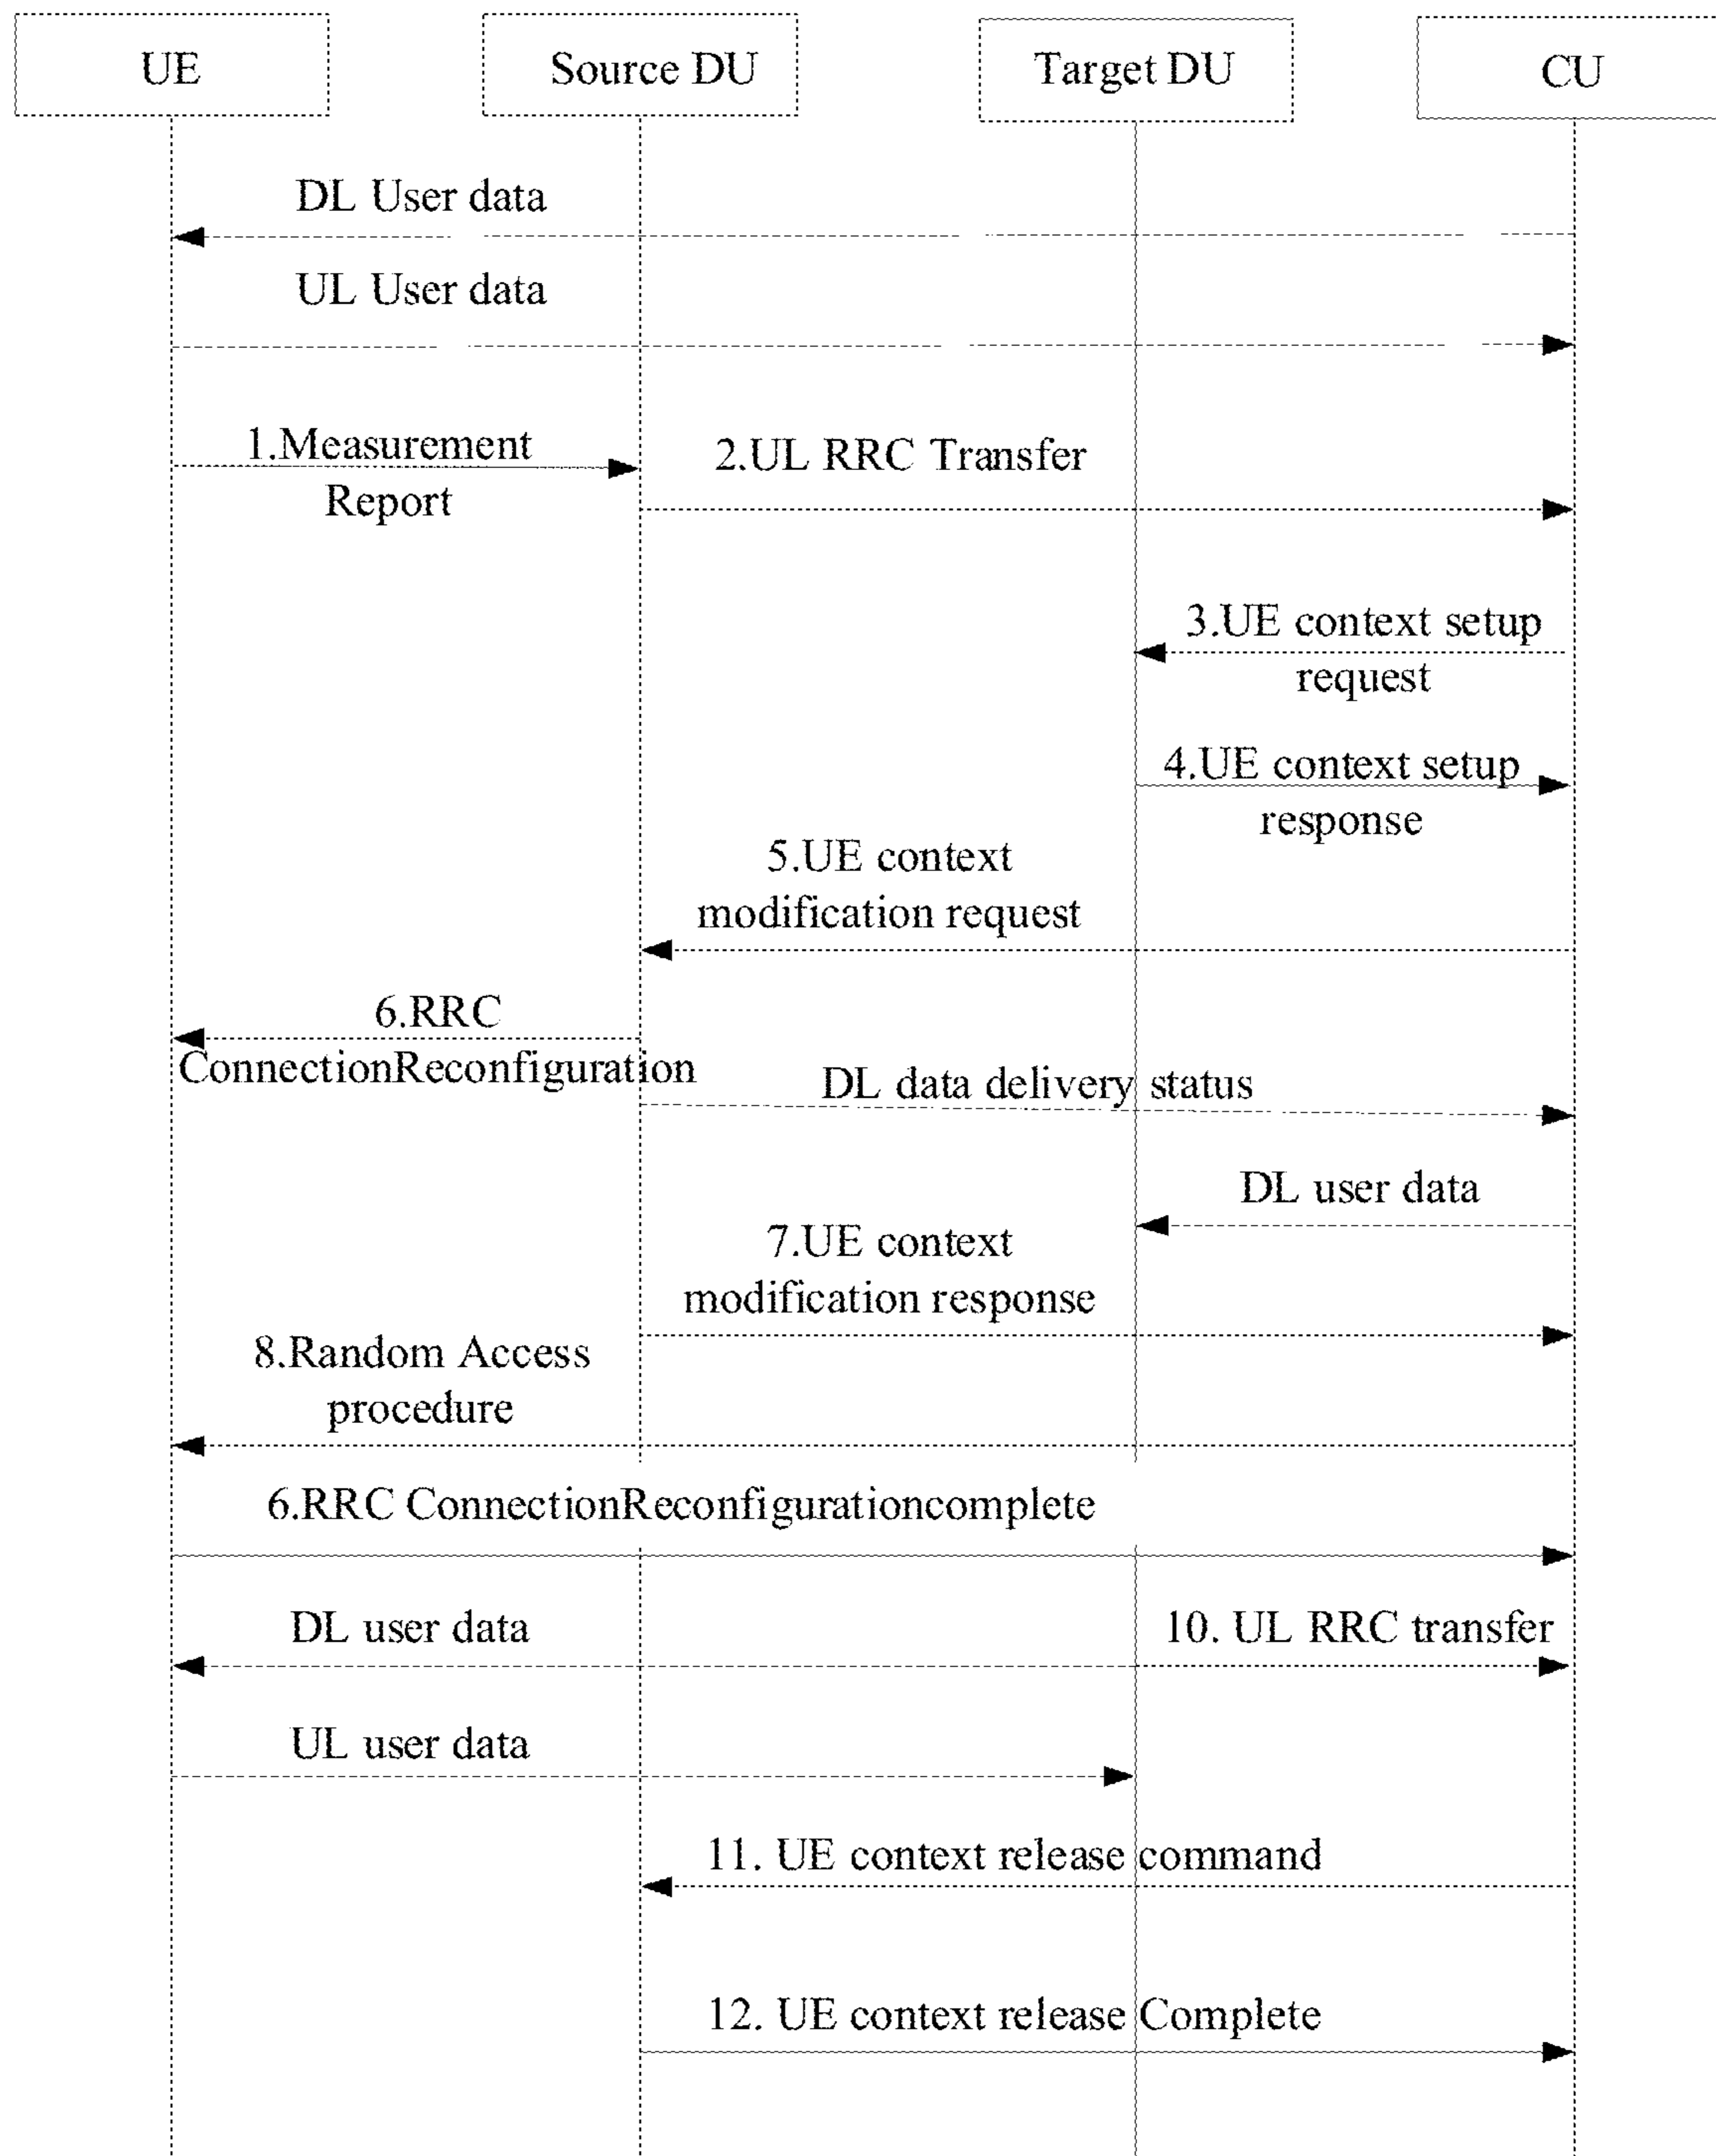 UE
Source DU
Target DU
CU
DL User data
UL User data
1.Measurement
Report
2.UL RRC Transfer
3.UE context setup
request
4.UE context setup
response
5.UE context
modification request
6.RRC
ConnectionReconfiguration
DL data delivery status
DL user data
7.UE context
modification response
8.Random Access
procedure
6.RRC ConnectionReconfigurationcomplete
DL user data
10. UL RRC transfer
UL user data
11. UE context release command
12. UE context release Complete